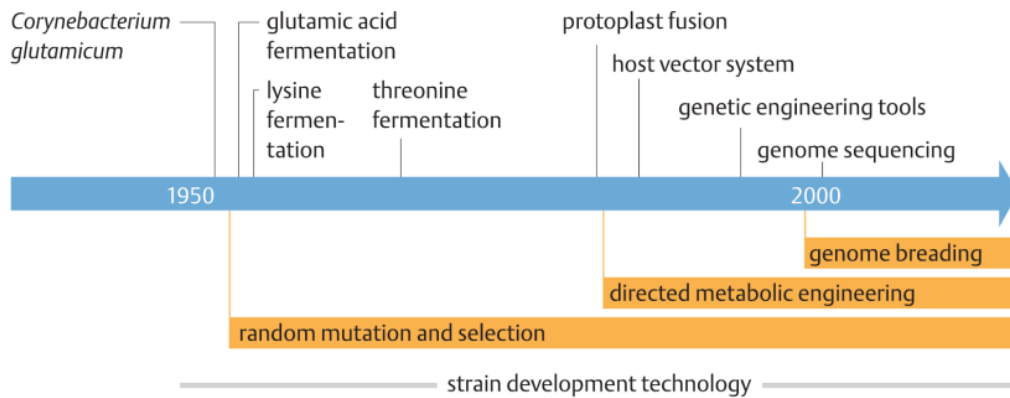 Corynebacterium
glutamicum
glutamic acid
fermentation
lysine
fermen-
tation
threonine
fermentation
protoplast fusion
host vector system
genetic engineering tools
genome sequencing
1950
2000
genome breading
directed metabolic engineering
random mutation and selection
strain development technology